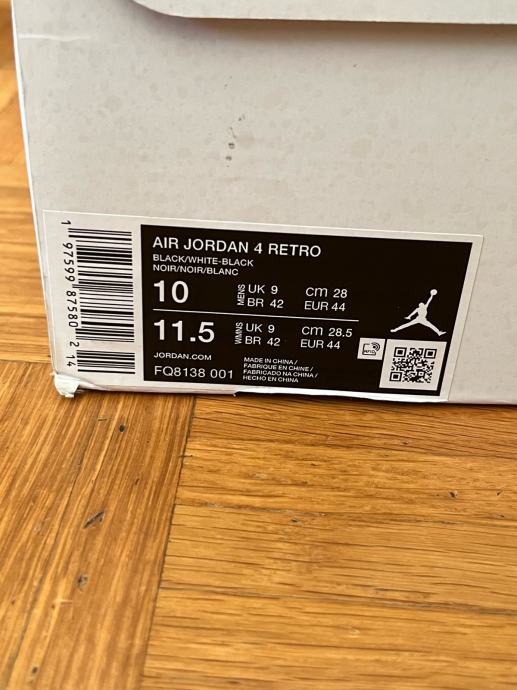 AIR JORDAN 4 RETRO
BLACK/WHITE-BLACK
NOIR/NOIR/BLANC
10 MENS UK 9 cm 28
BR 42 EUR 44
11.5 WMNS UK 9 cm 28.5
BR 42 EUR 44
JORDAN.COM
FQ8138 001
MADE IN CHINA /
FABRIQUE EN CHINE /
FABRICADO NA CHINA /
HECHO EN CHINA
1 97599 87580 2 14